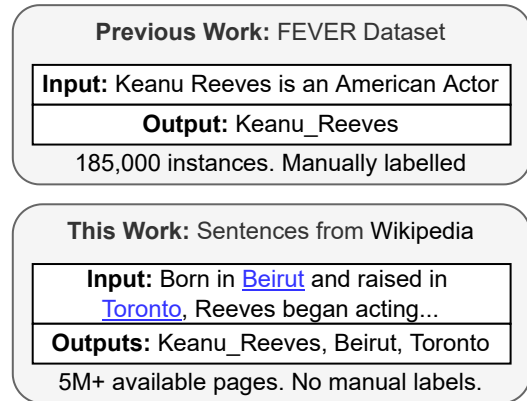 Previous Work: FEVER Dataset
Input: Keanu Reeves is an American Actor
Output: Keanu_Reeves
185,000 instances. Manually labelled
This Work: Sentences from Wikipedia
Input: Born in Beirut and raised in
Toronto, Reeves began acting...
Outputs: Keanu_Reeves, Beirut, Toronto
5M+ available pages. No manual labels.